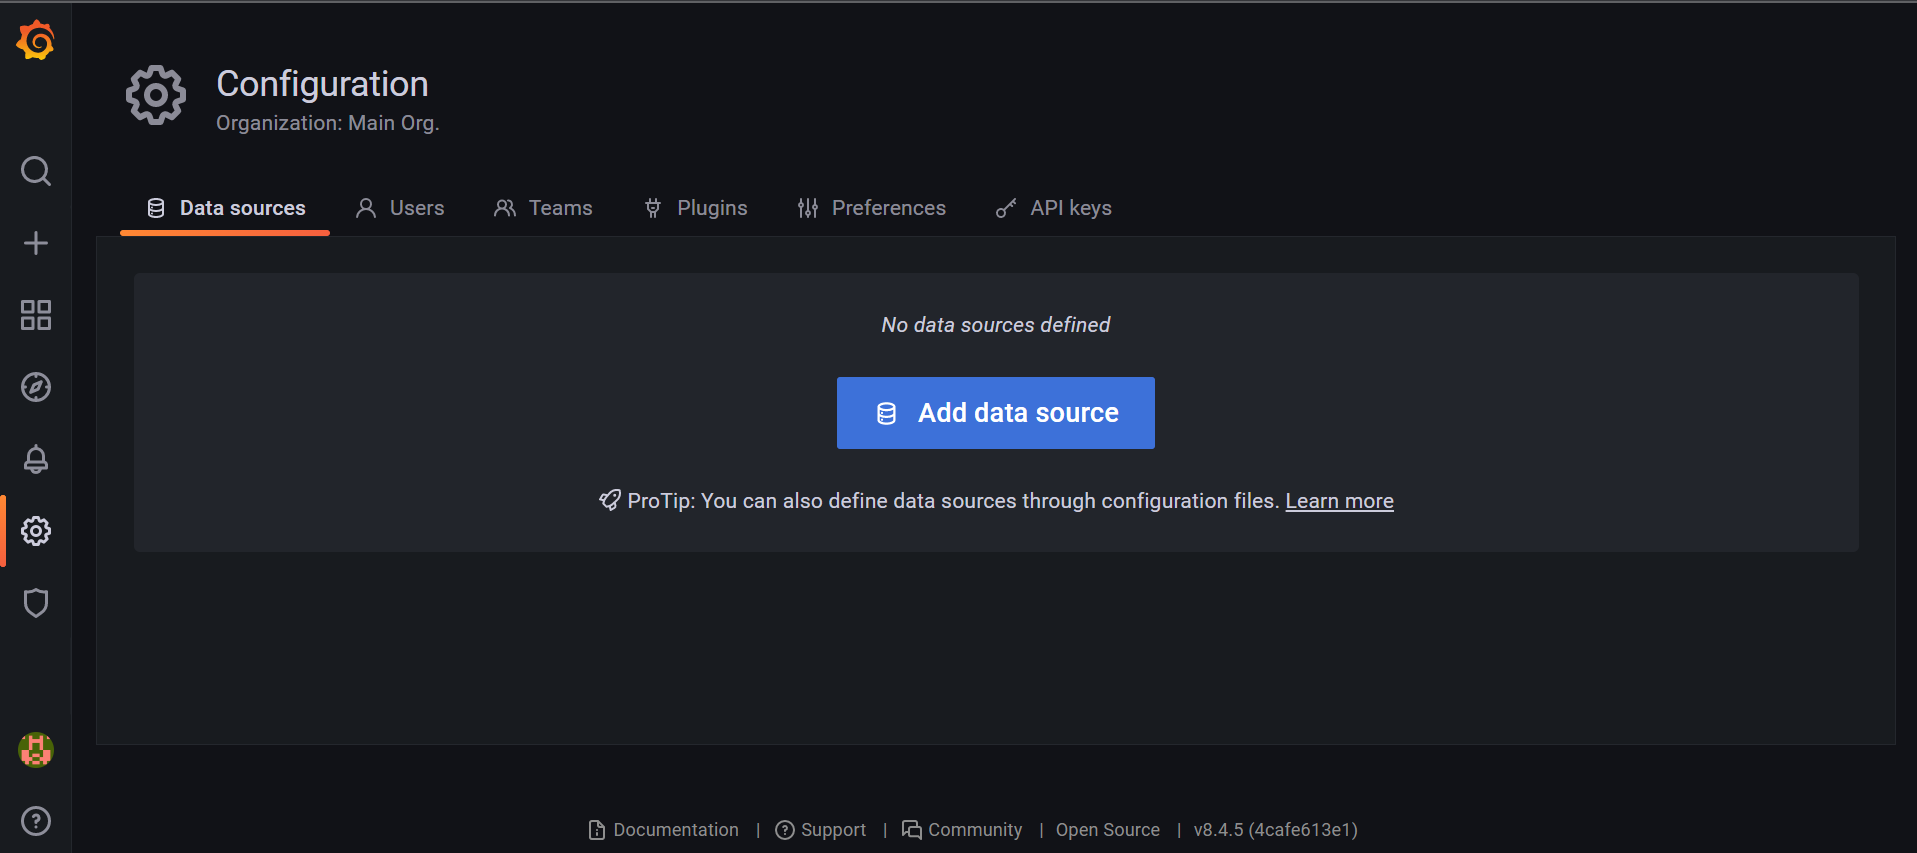 Configuration
Organization: Main Org.
Data sources Users Teams Plugins Preferences API keys
No data sources defined
Add data source
ProTip: You can also define data sources through configuration files. Learn more
Documentation | Support | Community | Open Source | v8.4.5 (4cafe613e1)